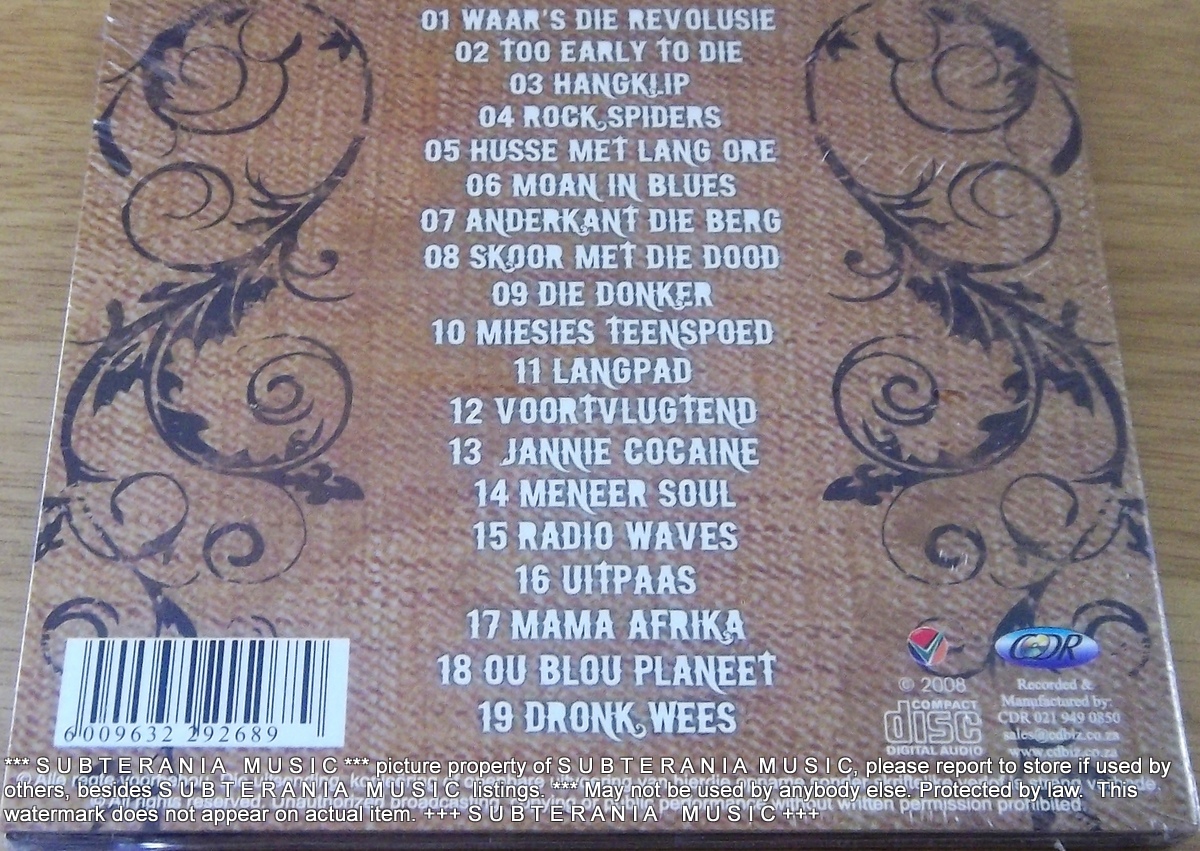 01 WAAR'S DIE REVOLUSIE
02 TOO EARLY TO DIE
03 HANGKLIP
04 ROCK SPIDERS
05 HUSSE MET LANG ORE
06 MOAN IN BLUES
07 ANDERKANT DIE BERG
08 SKOOR MET DIE DOOD
09 DIE DONKER
10 MIESIES TEENSPOED
11 LANGPAD
12 VOORTVLUGTEND
13 JANNIE COCAINE
14 MENEER SOUL
15 RADIO WAVES
16 UITPAAS
17 MAMA AFRIKA
18 OU BLOU PLANEET
19 DRONK WEES
6 009632 292689
© 2008
COMPACT
disc
DIGITAL AUDIO
CDR
Recorded &
Manufactured by:
CDR 021 949 0850
sales@cdbiz.co.za
www.cdbiz.co.za
*** S U B T E R A N I A   M U S I C *** picture property of S U B T E R A N I A M U S I C, please report to store if used by
others, besides S U B T E R A N I A   M U S I C listings. *** May not be used by anybody else. Protected by law. This
watermark does not appear on actual item. +++ S U B T E R A N I A   M U S I C +++
© Alle regte voorbehou.
© All rights reserved. Unauthorized broadcasting, public performance without written permission prohibited.